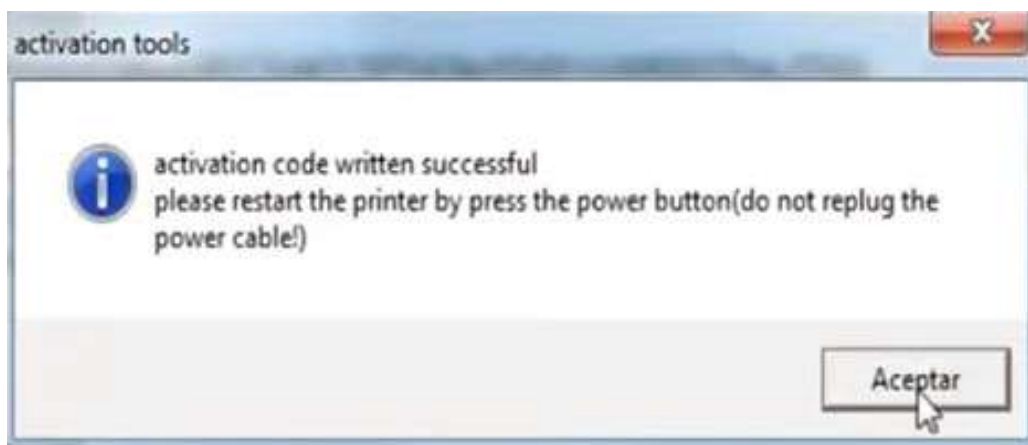 activation tools
activation code written successful
please restart the printer by press the power button(do not replug the
power cable!)
Aceptar